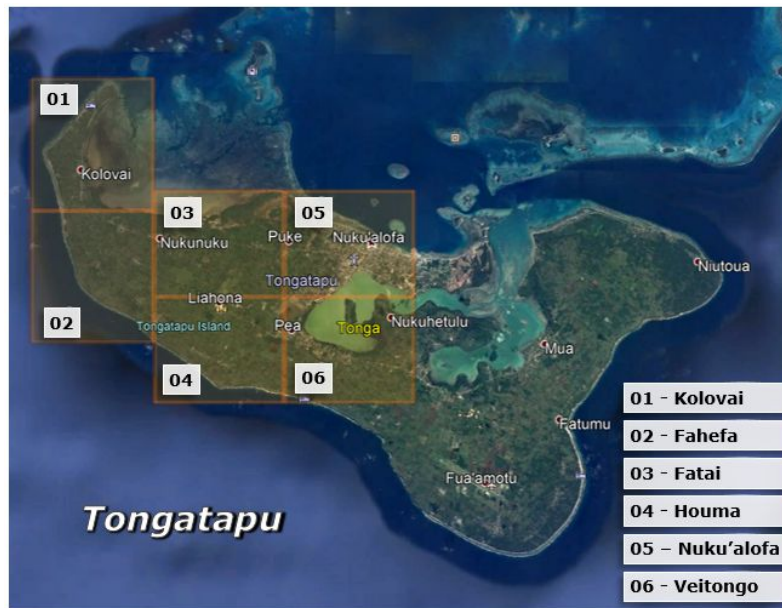 01
Kolovai
03
05
Nukunuku
Puke
Nuku'alofa
Niutoua
Tongatapu
Liahona
02
Tongatapu Island
Pea
Tonga
Nukuhetulu
Mua
04
06
01 - Kolovai
Fatumu
02 - Fahefa
03 - Fatai
Fua'amotu
04 - Houma
Tongatapu
05 – Nuku’alofa
06 - Veitongo